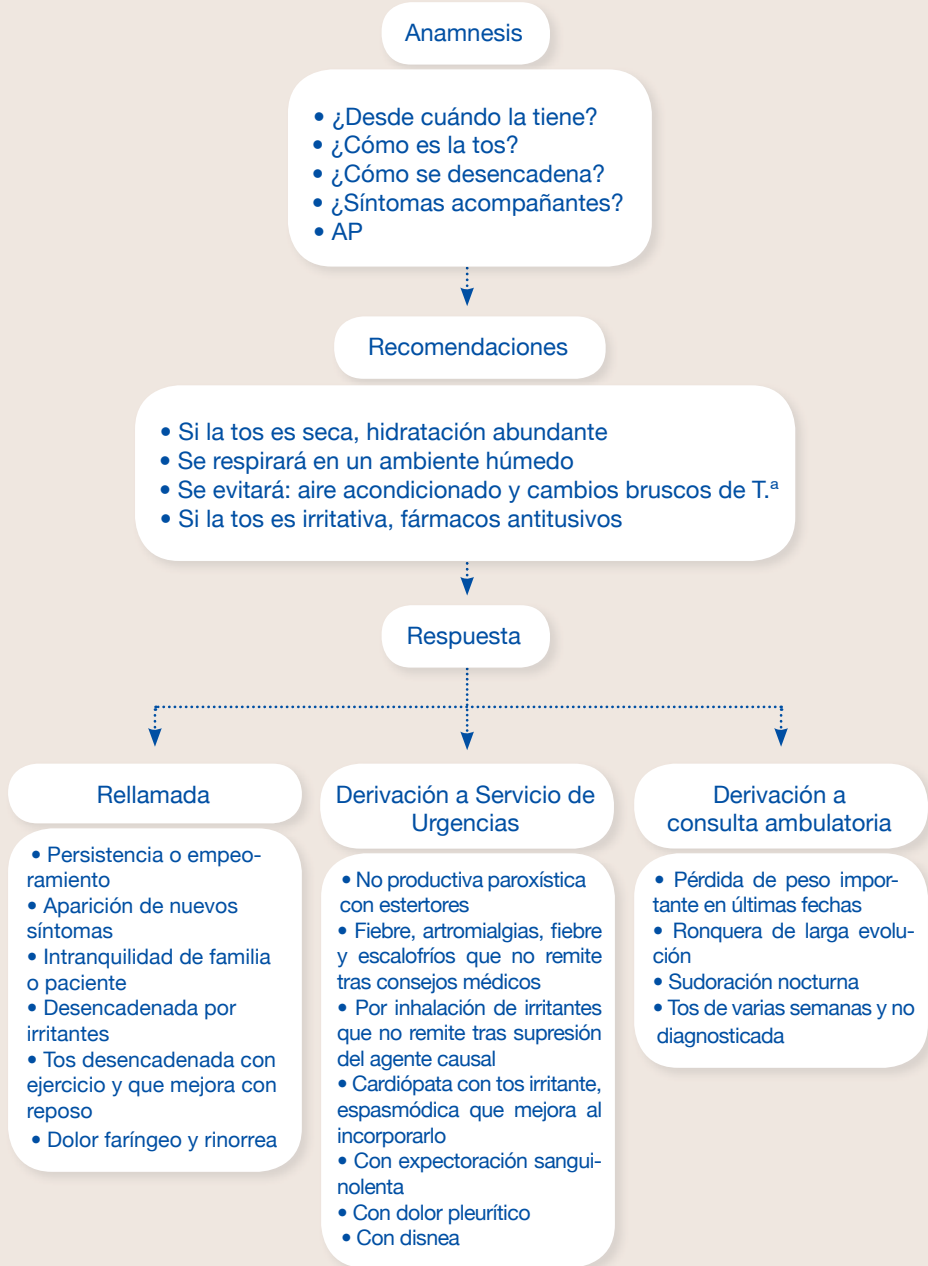 Anamnesis
• ¿Desde cuándo la tiene?
• ¿Cómo es la tos?
• ¿Cómo se desencadena?
• ¿Síntomas acompañantes?
• AP
Recomendaciones
• Si la tos es seca, hidratación abundante
• Se respirará en un ambiente húmedo
• Se evitará: aire acondicionado y cambios bruscos de T.ª
• Si la tos es irritativa, fármacos antitusivos
Respuesta
Rellamada
• Persistencia o empeo-
ramiento
• Aparición de nuevos
síntomas
• Intranquilidad de familia
o paciente
• Desencadenada por
irritantes
• Tos desencadenada con
ejercicio y que mejora con
reposo
• Dolor faríngeo y rinorrea
Derivación a Servicio de
Urgencias
• No productiva paroxística
con estertores
• Fiebre, artromialgias, fiebre
y escalofríos que no remite
tras consejos médicos
• Por inhalación de irritantes
que no remite tras supresión
del agente causal
• Cardiópata con tos irritante,
espasmódica que mejora al
incorporarlo
• Con expectoración sangui-
nolenta
• Con dolor pleurítico
• Con disnea
Derivación a
consulta ambulatoria
• Pérdida de peso impor-
tante en últimas fechas
• Ronquera de larga evolu-
ción
• Sudoración nocturna
• Tos de varias semanas y no
diagnosticada